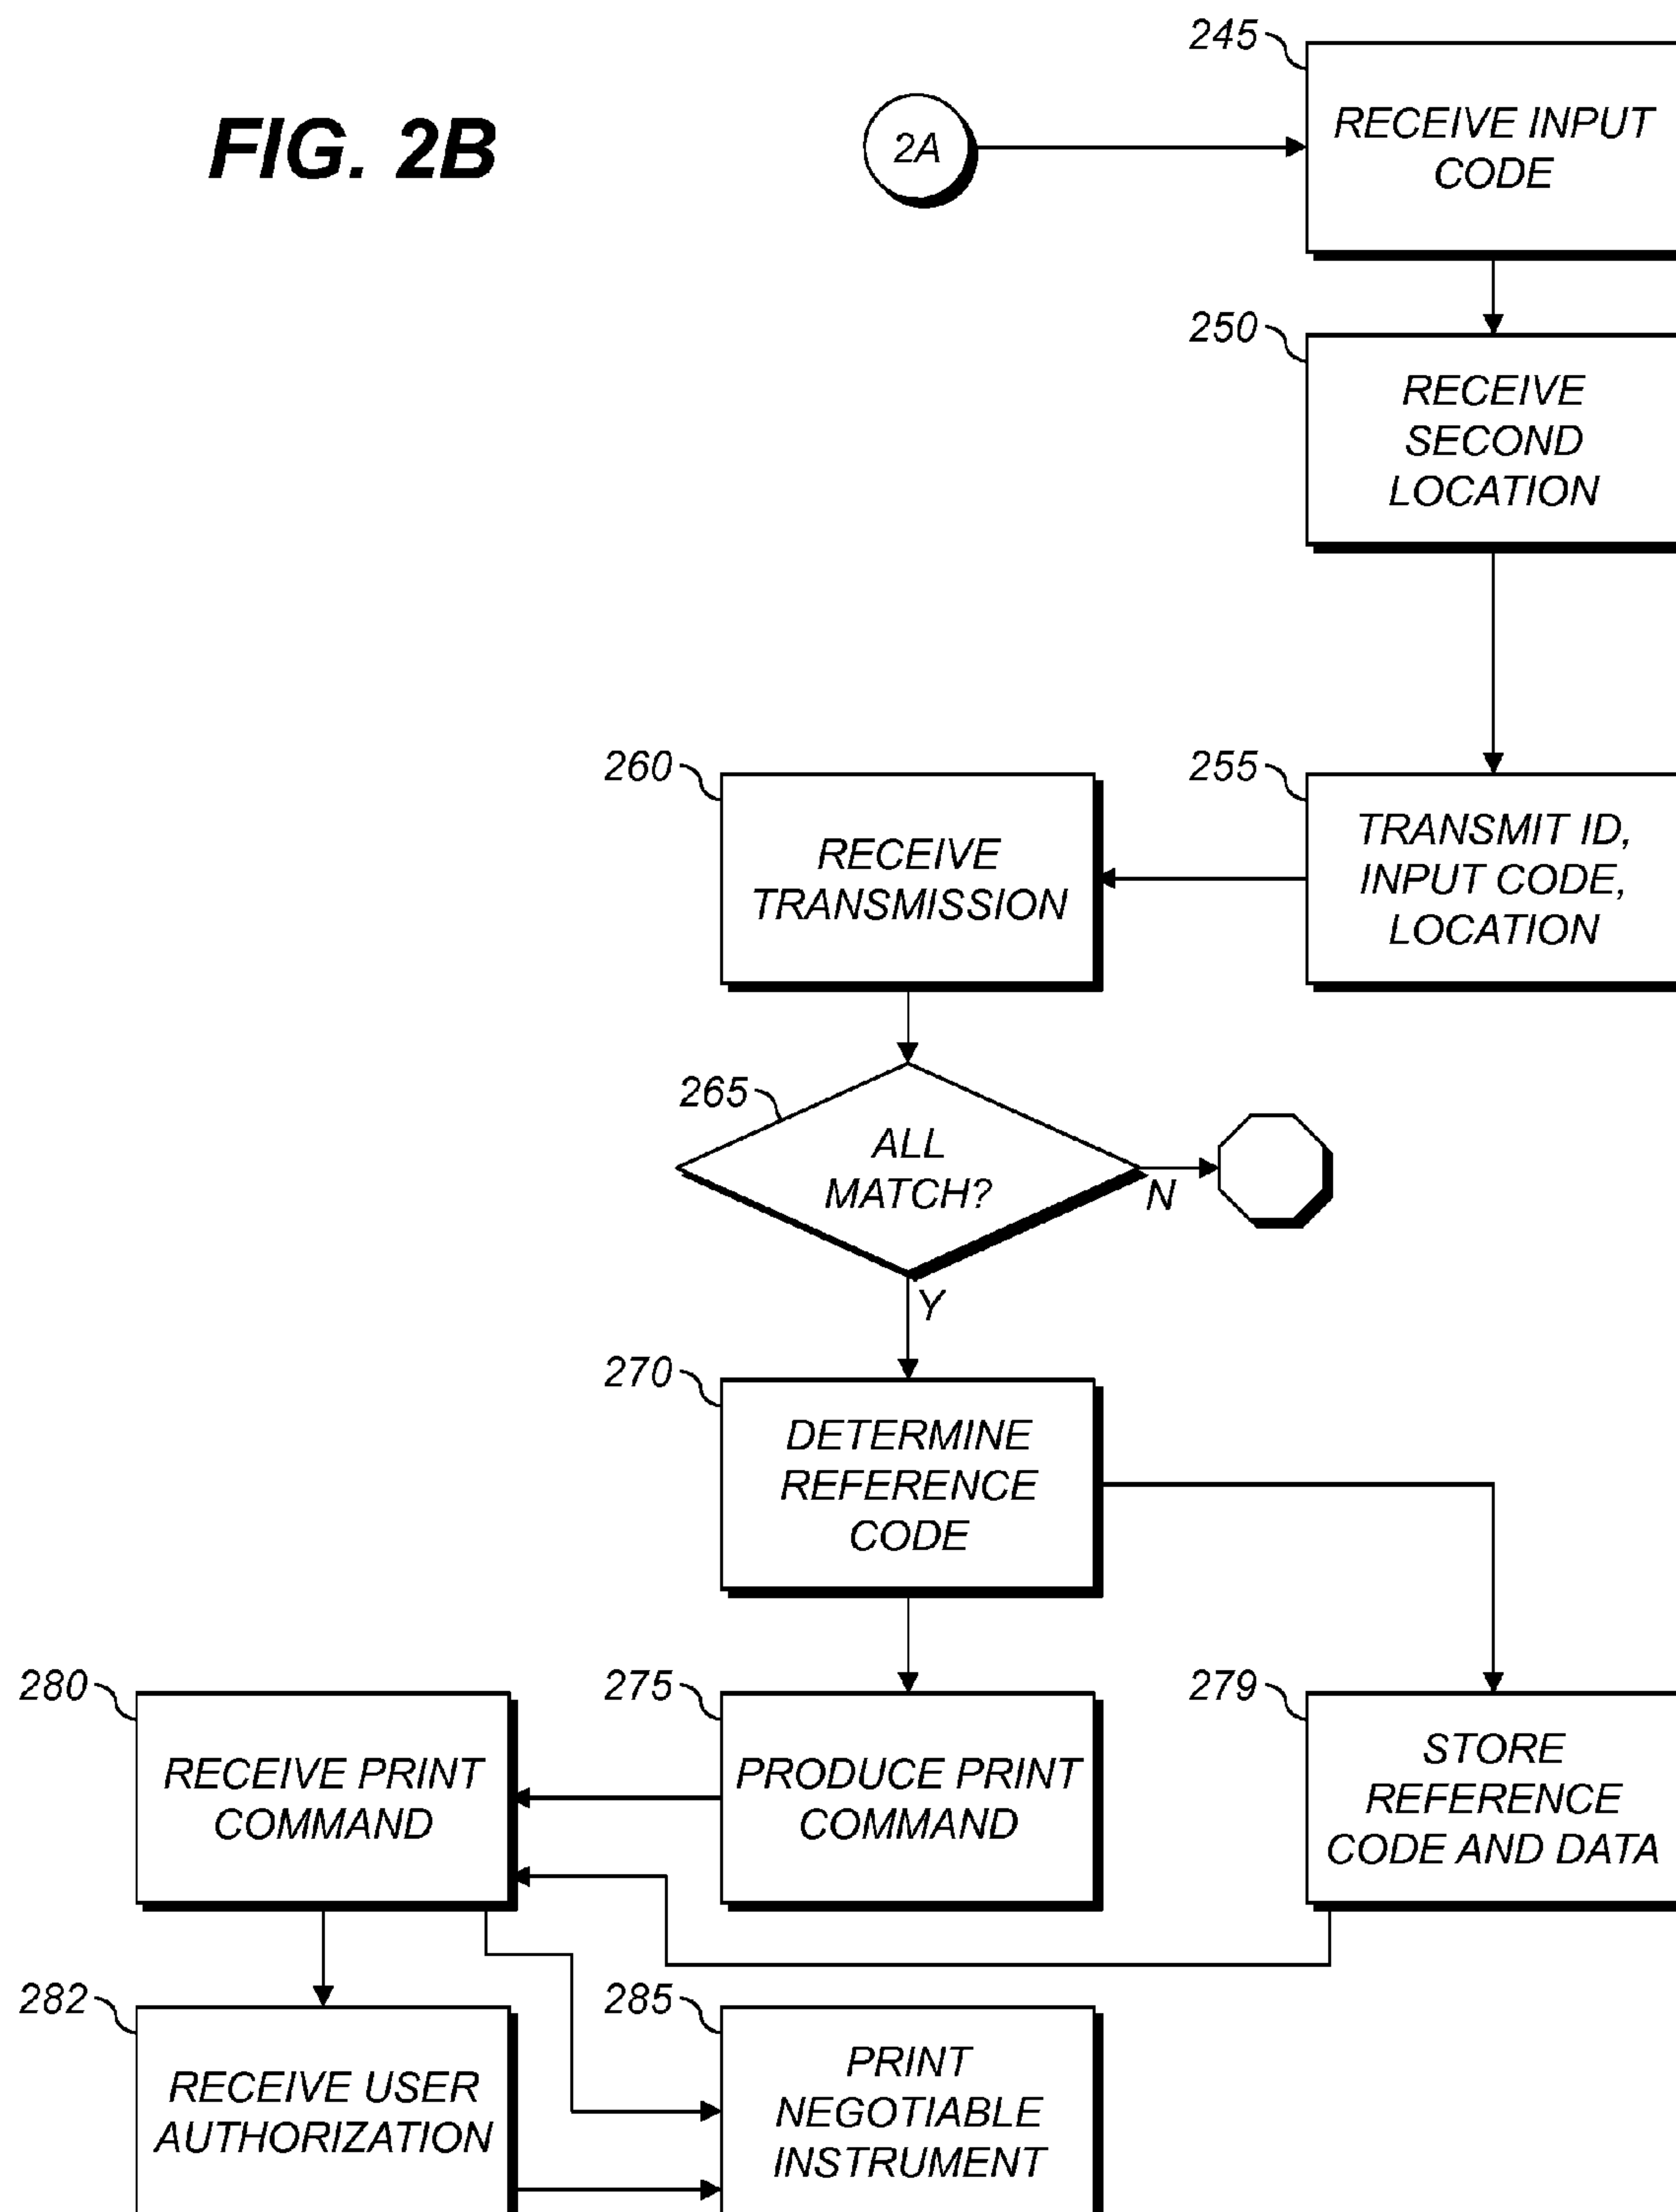 FIG. 2B
2A
245
RECEIVE INPUT
CODE
250
RECEIVE
SECOND
LOCATION
260
RECEIVE
TRANSMISSION
255
TRANSMIT ID,
INPUT CODE,
LOCATION
265
ALL
MATCH?
N
Y
270
DETERMINE
REFERENCE
CODE
280
RECEIVE PRINT
COMMAND
275
PRODUCE PRINT
COMMAND
279
STORE
REFERENCE
CODE AND DATA
282
RECEIVE USER
AUTHORIZATION
285
PRINT
NEGOTIABLE
INSTRUMENT